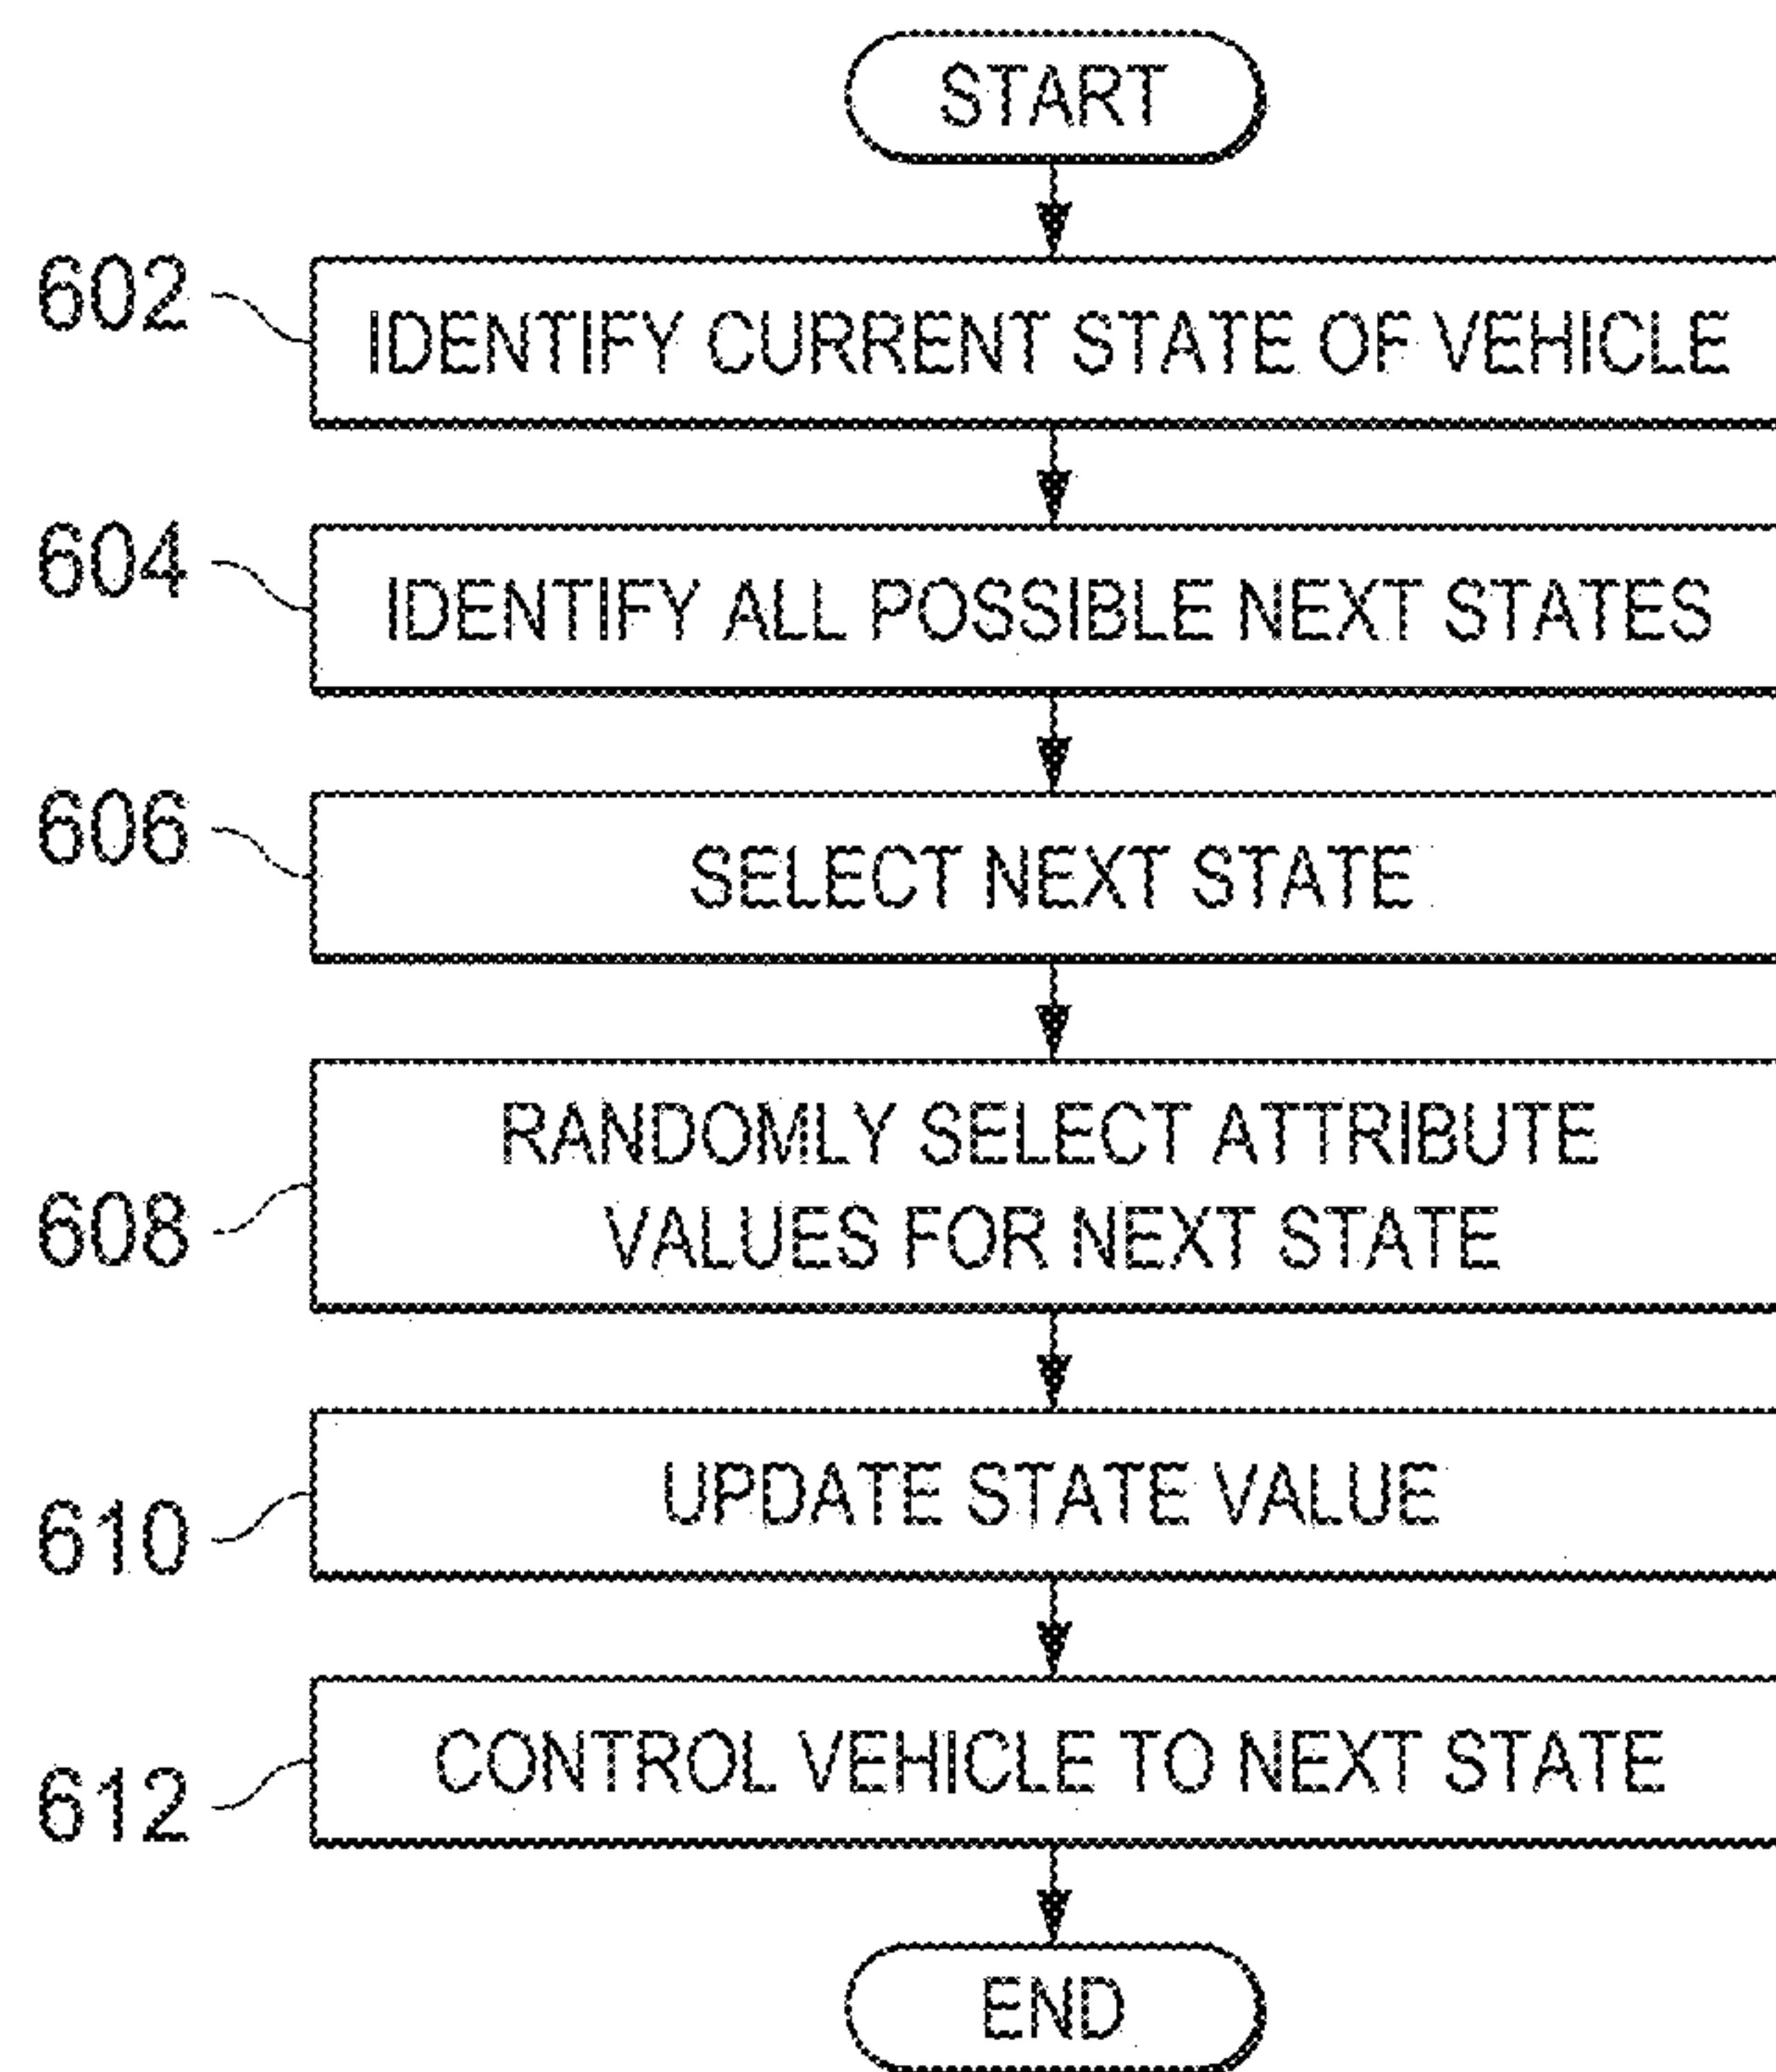 START
602
IDENTIFY CURRENT STATE OF VEHICLE
604
IDENTIFY ALL POSSIBLE NEXT STATES
606
SELECT NEXT STATE
608
RANDOMLY SELECT ATTRIBUTE
VALUES FOR NEXT STATE
610
UPDATE STATE VALUE
612
CONTROL VEHICLE TO NEXT STATE
END